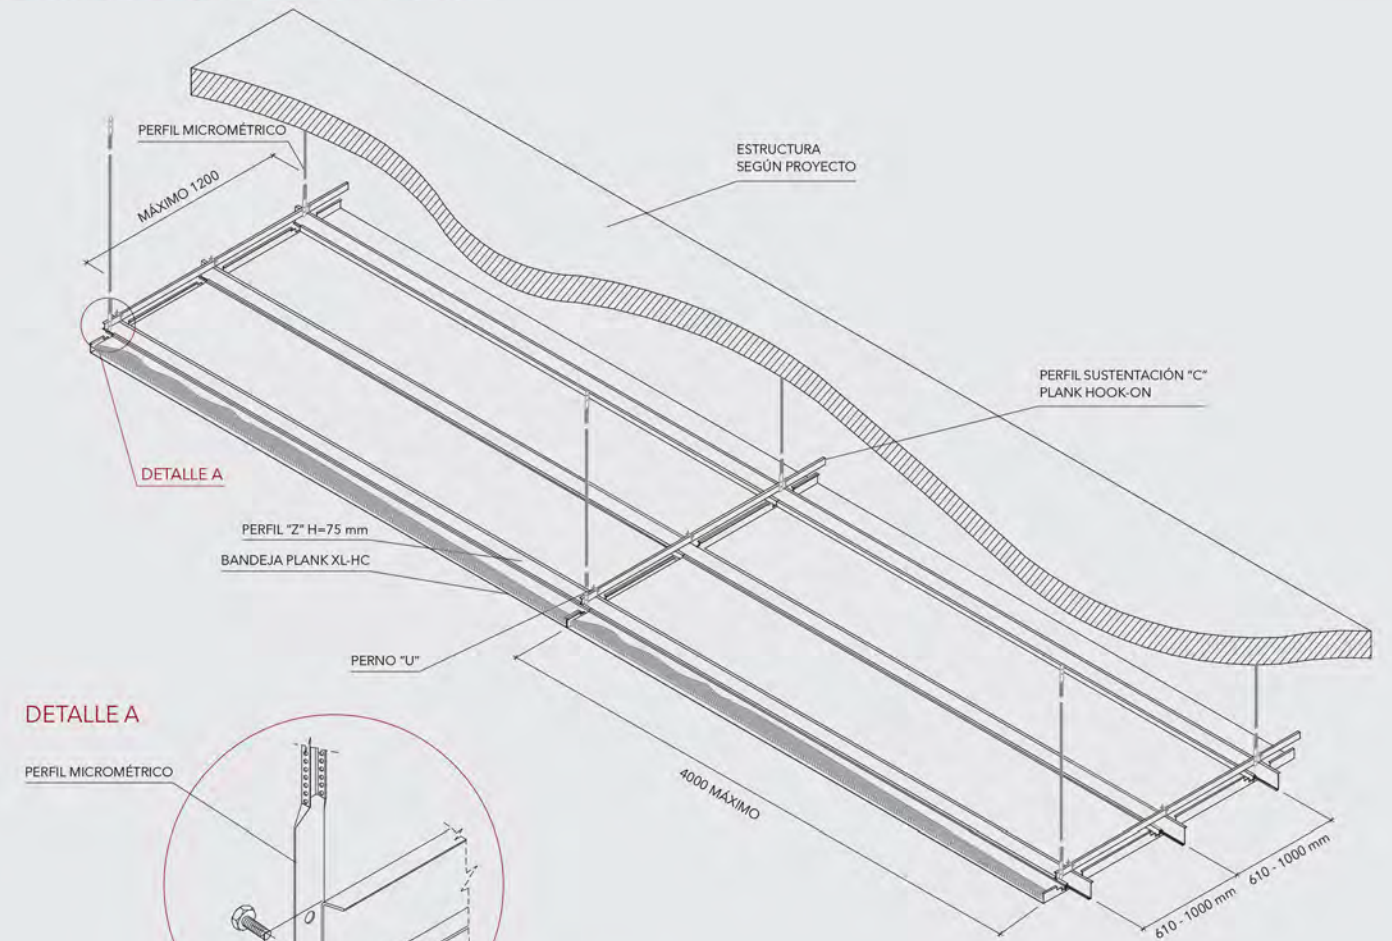 PERFIL MICROMÉTRICO
MÁXIMO 1200
ESTRUCTURA
SEGÚN PROYECTO
PERFIL SUSTENTACIÓN "C"
PLANK HOOK-ON
DETALLE A
PERFIL "Z" H=75 mm
BANDEJA PLANK XL-HC
PERNO "U"
4000 MÁXIMO
610 - 1000 mm
610 - 1000 mm
DETALLE A
PERFIL MICROMÉTRICO